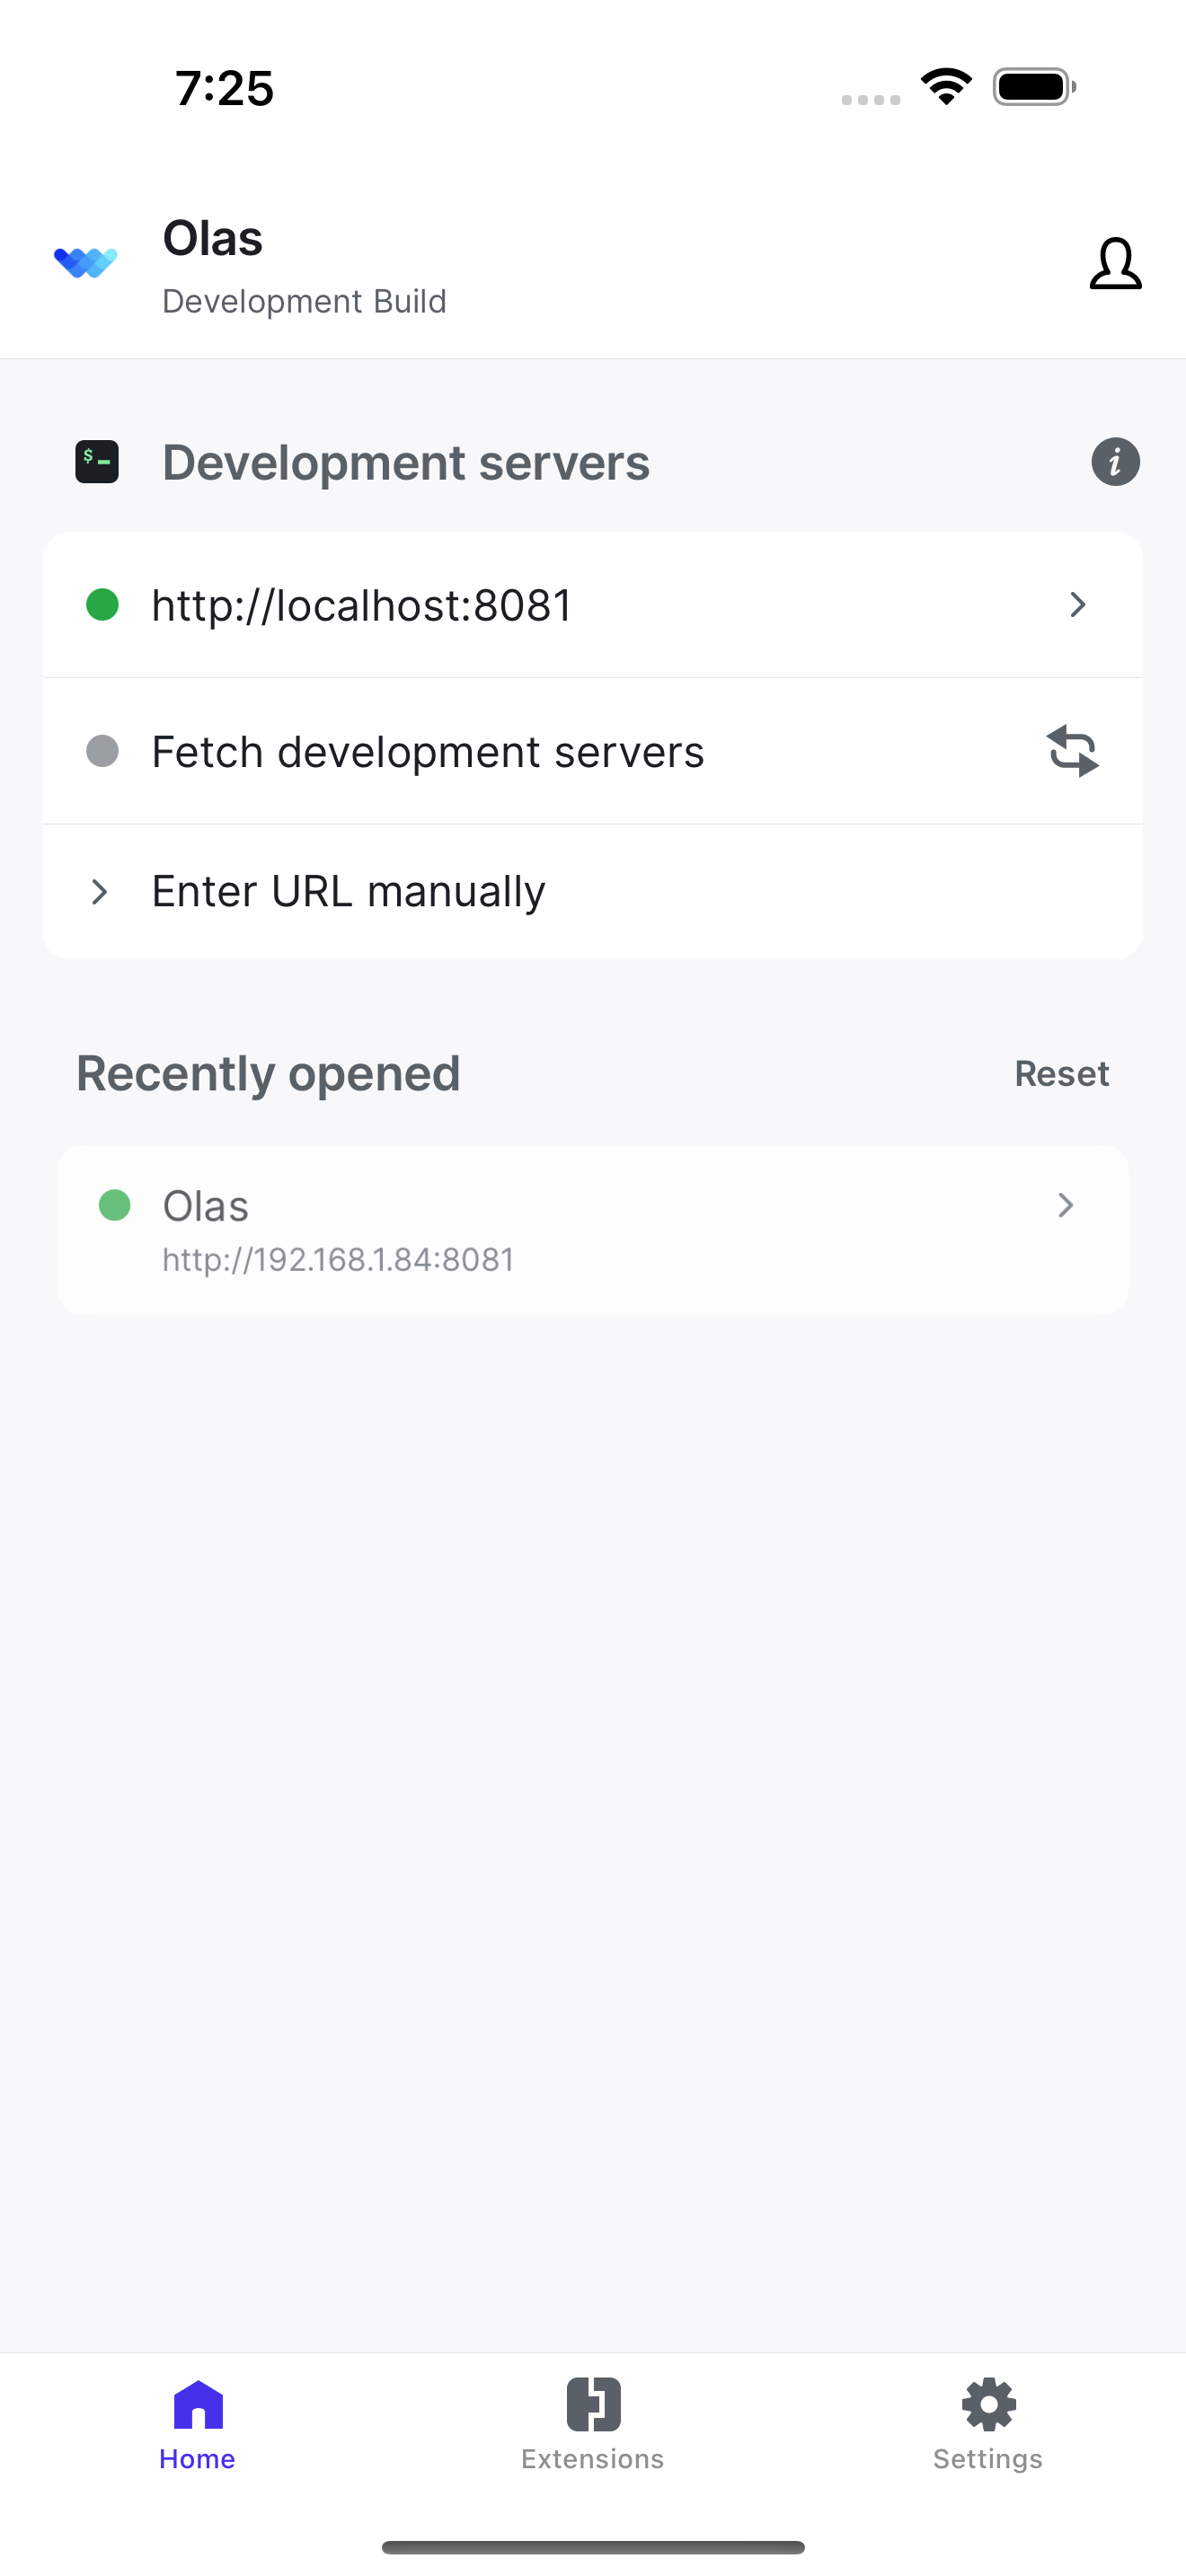 7:25
Olas
Development Build
$
Development servers
i
http://localhost:8081
Fetch development servers
Enter URL manually
Recently opened
Reset
Olas
http://192.168.1.84:8081
Home
Extensions
Settings